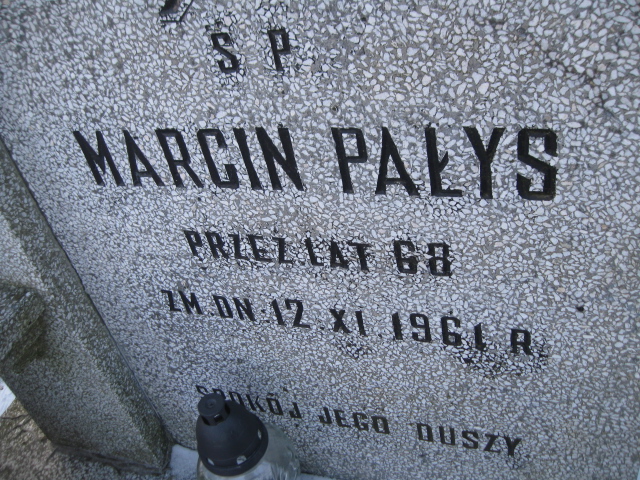 Ś P
MARCIN PAŁYS
PRZEŻ LAT 68
ZM. DN. 12. XI. 1961 R.
SPOKÓJ JEGO DUSZY